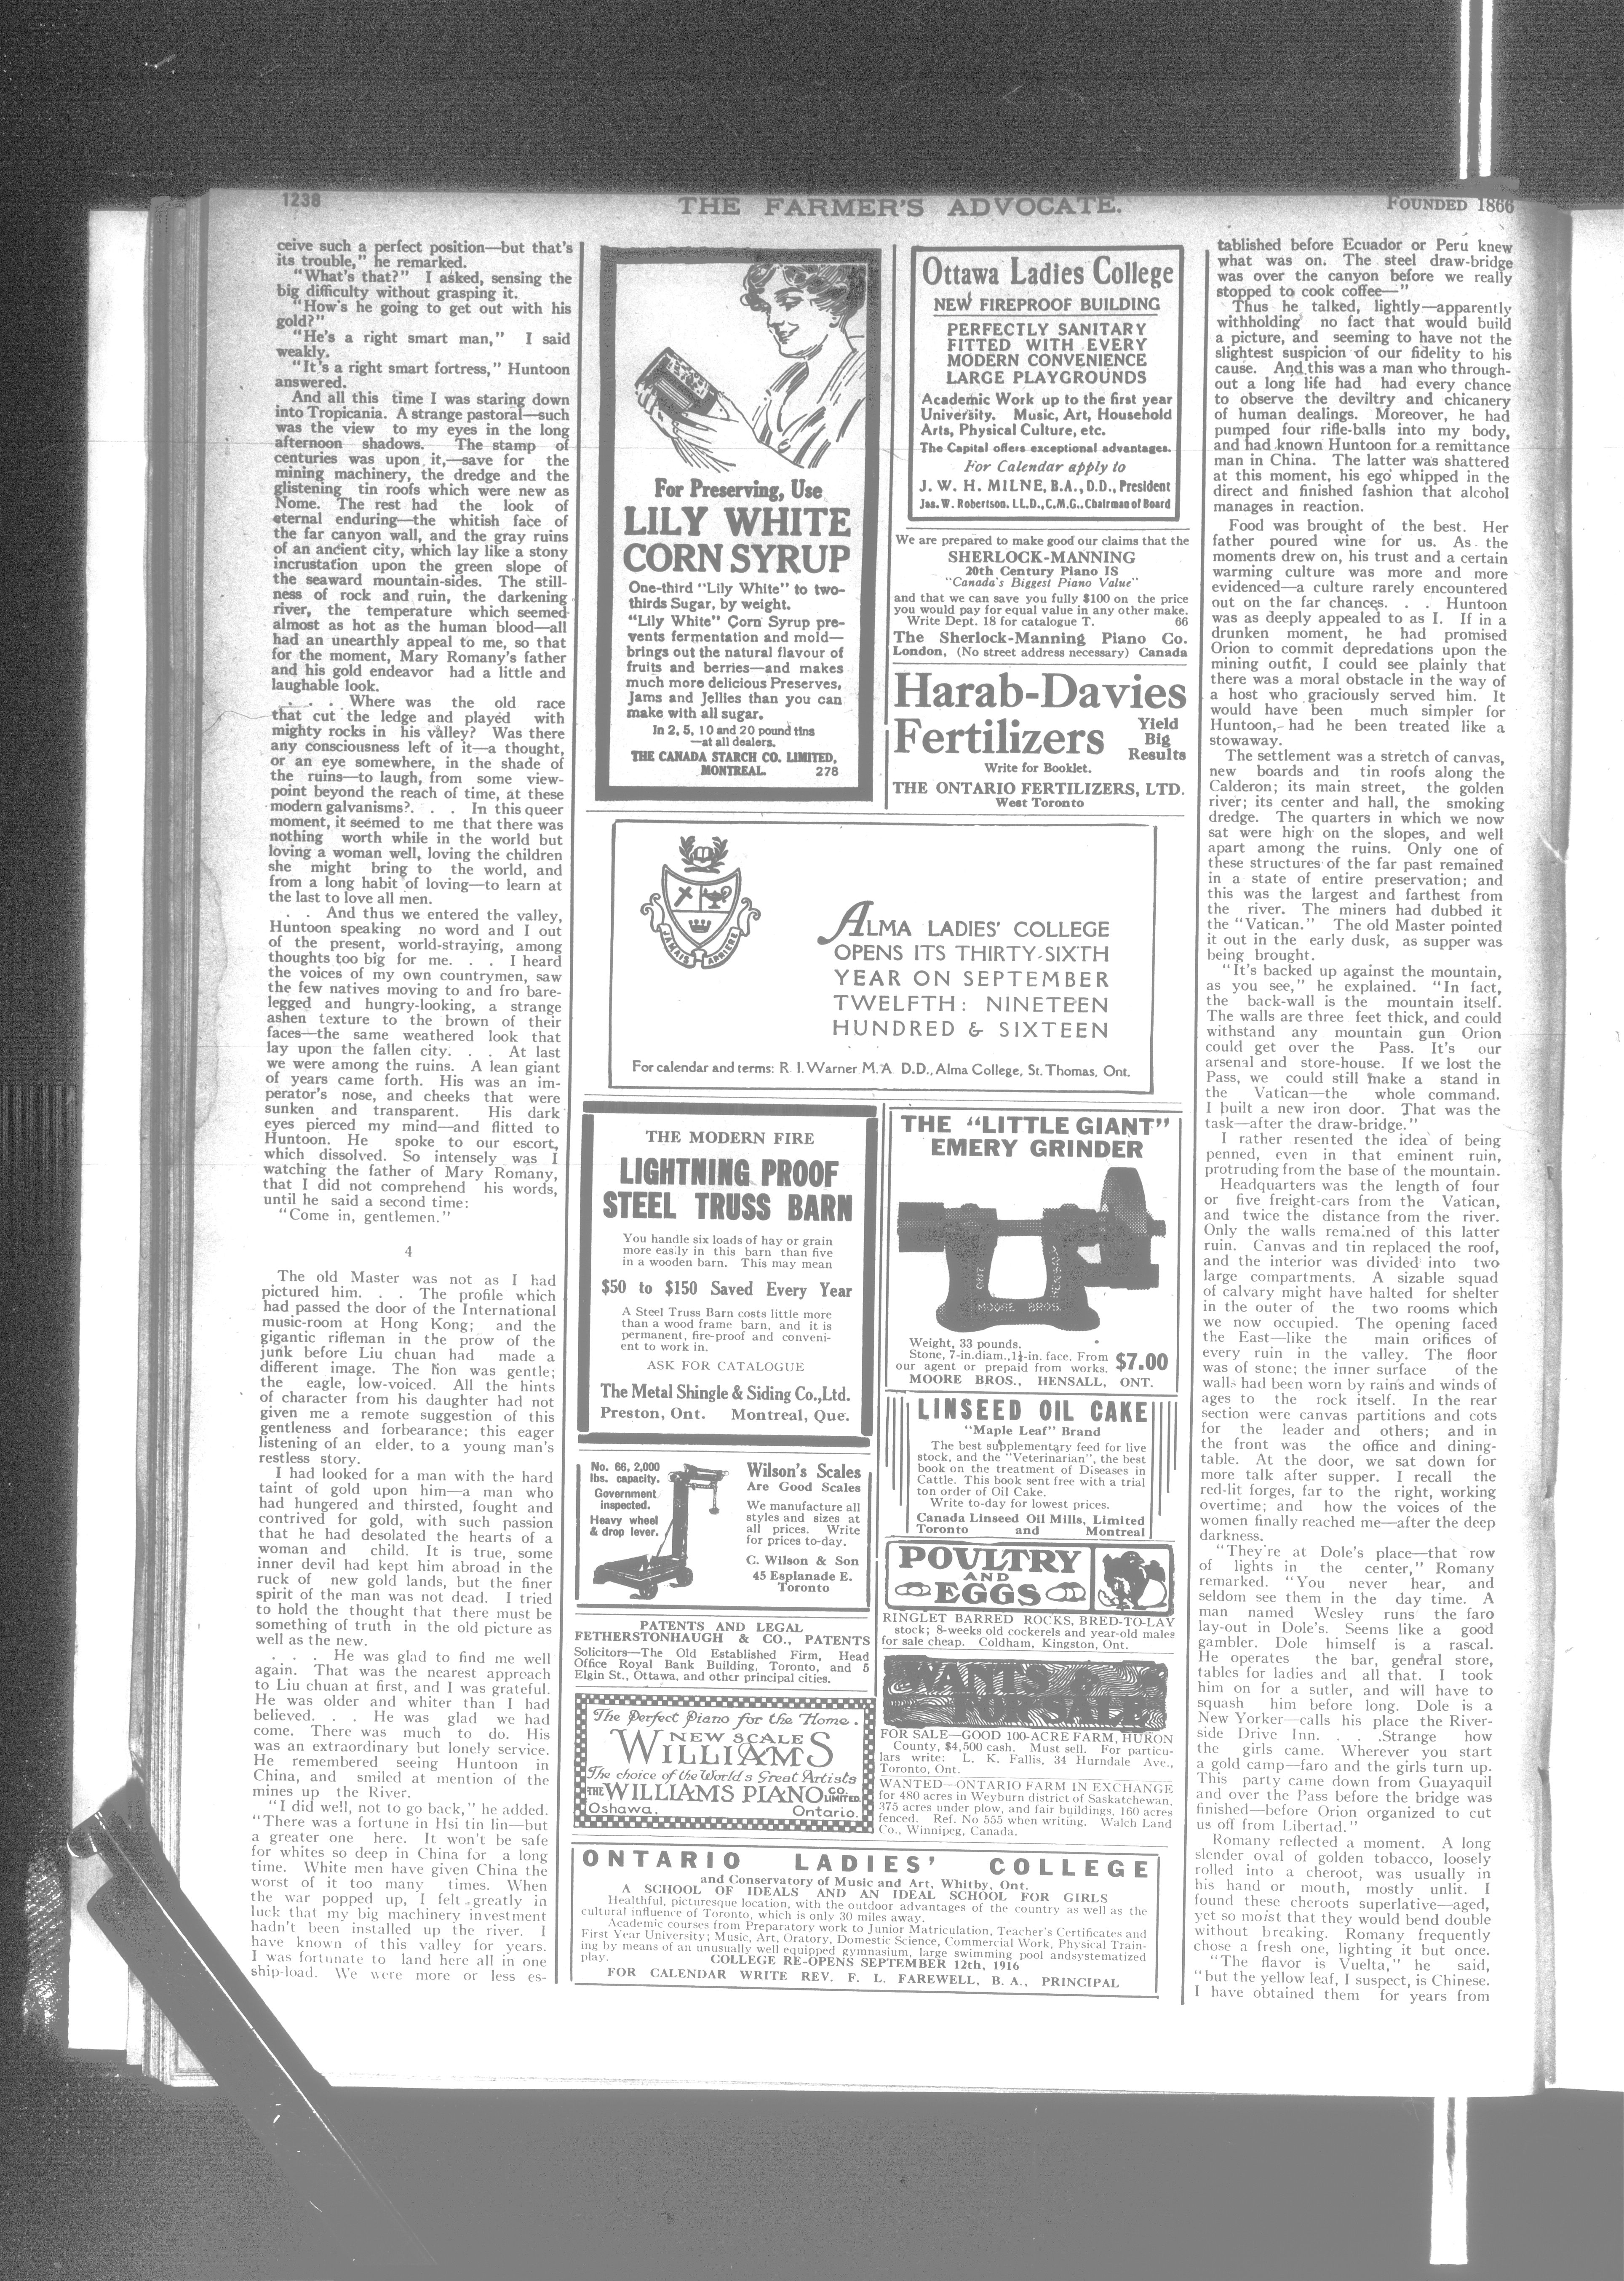 1238
THE FARMER'S ADVOCATE.
FOUNDED 1866
ceive such a perfect position—but that's
its trouble," he remarked.
"What's that?" I asked, sensing the
big difficulty without grasping it.
"How's he going to get out with his
gold?"
"He's a right smart man," I said
weakly.
"It's a right smart fortress," Huntoon
answered.
And all this time I was staring down
into Tropicania. A strange pastoral—such
was the view to my eyes in the long
afternoon shadows. The stamp of
centuries was upon it,—save for the
mining machinery, the dredge and the
glistening tin roofs which were new as
Nome. The rest had the look of
eternal enduring—the whitish face of
the far canyon wall, and the gray ruins
of an ancient city, which lay like a stony
incrustation upon the green slope of
the seaward mountain-sides. The still-
ness of rock and ruin, the darkening
river, the temperature which seemed
almost as hot as the human blood—all
had an unearthly appeal to me, so that
for the moment, Mary Romany's father
and his gold endeavor had a little and
laughable look.
. . . . Where was the old race
that cut the ledge and played with
mighty rocks in his valley? Was there
any consciousness left of it—a thought,
or an eye somewhere, in the shade of
the ruins—to laugh, from some view-
point beyond the reach of time, at these
modern galvanisms?. . . In this queer
moment, it seemed to me that there was
nothing worth while in the world but
loving a woman well, loving the children
she might bring to the world, and
from a long habit of loving—to learn at
the last to love all men.
. . And thus we entered the valley,
Huntoon speaking no word and I out
of the present, world-straying, among
thoughts too big for me. . . I heard
the voices of my own countrymen, saw
the few natives moving to and fro bare-
legged and hungry-looking, a strange
ashen texture to the brown of their
faces—the same weathered look that
lay upon the fallen city. . . At last
we were among the ruins. A lean giant
of years came forth. His was an im-
perator's nose, and cheeks that were
sunken and transparent. His dark
eyes pierced my mind—and flitted to
Huntoon. He spoke to our escort,
which dissolved. So intensely was I
watching the father of Mary Romany,
that I did not comprehend his words,
until he said a second time:
"Come in, gentlemen."
4
The old Master was not as I had
pictured him. . . The profile which
had passed the door of the International
music-room at Hong Kong; and the
gigantic rifleman in the prow of the
junk before Liu chuan had made a
different image. The lion was gentle;
the eagle, low-voiced. All the hints
of character from his daughter had not
given me a remote suggestion of this
gentleness and forbearance; this eager
listening of an elder, to a young man's
restless story.
I had looked for a man with the hard
taint of gold upon him—a man who
had hungered and thirsted, fought and
contrived for gold, with such passion
that he had desolated the hearts of a
woman and child. It is true, some
inner devil had kept him abroad in the
ruck of new gold lands, but the finer
spirit of the man was not dead. I tried
to hold the thought that there must be
something of truth in the old picture as
well as the new.
. . . . He was glad to find me well
again. That was the nearest approach
to Liu chuan at first, and I was grateful.
He was older and whiter than I had
believed. . . He was glad we had
come. There was much to do. His
was an extraordinary but lonely service.
He remembered seeing Huntoon in
China, and smiled at mention of the
mines up the River.
"I did well, not to go back," he added.
"There was a fortune in Hsi tin lin—but
a greater one here. It won't be safe
for whites so deep in China for a long
time. White men have given China the
worst of it too many times. When
the war popped up, I felt greatly in
luck that my big machinery investment
hadn't been installed up the river. I
have known of this valley for years.
I was fortunate to land here all in one
ship-load. We were more or less es-
For Preserving, Use
LILY WHITE
CORN SYRUP
One-third "Lily White" to two-
thirds Sugar, by weight.
"Lily White" Corn Syrup pre-
vents fermentation and mold—
brings out the natural flavour of
fruits and berries—and makes
much more delicious Preserves,
Jams and Jellies than you can
make with all sugar.
In 2, 5, 10 and 20 pound tins
—at all dealers.
THE CANADA STARCH CO. LIMITED,
MONTREAL. 278
Ottawa Ladies College
NEW FIREPROOF BUILDING
PERFECTLY SANITARY
FITTED WITH EVERY
MODERN CONVENIENCE
LARGE PLAYGROUNDS
Academic Work up to the first year
University. Music, Art, Household
Arts, Physical Culture, etc.
The Capital offers exceptional advantages.
For Calendar apply to
J. W. H. MILNE, B.A., D.D., President
Jas. W. Robertson. LL.D., C.M.G., Chairman of Board
We are prepared to make good our claims that the
SHERLOCK-MANNING
20th Century Piano IS
"Canada's Biggest Piano Value"
and that we can save you fully $100 on the price
you would pay for equal value in any other make.
Write Dept. 18 for catalogue T. 66
The Sherlock-Manning Piano Co.
London, (No street address necessary) Canada
Harab-Davies
Fertilizers Yield
Big
Results
Write for Booklet.
THE ONTARIO FERTILIZERS, LTD.
West Toronto
JAMAIS ARRIERE
ALMA LADIES' COLLEGE
OPENS ITS THIRTY-SIXTH
YEAR ON SEPTEMBER
TWELFTH: NINETEEN
HUNDRED & SIXTEEN
For calendar and terms: R. I. Warner M.A D.D., Alma College, St. Thomas, Ont.
THE MODERN FIRE
LIGHTNING PROOF
STEEL TRUSS BARN
You handle six loads of hay or grain
more easily in this barn than five
in a wooden barn. This may mean
$50 to $150 Saved Every Year
A Steel Truss Barn costs little more
than a wood frame barn, and it is
permanent, fire-proof and conveni-
ent to work in.
ASK FOR CATALOGUE
The Metal Shingle & Siding Co., Ltd.
Preston, Ont. Montreal, Que.
THE "LITTLE GIANT"
EMERY GRINDER
MOORE BROS.
HENSALL
ONT
Weight, 33 pounds.
Stone, 7-in. diam., 1½-in. face. From
our agent or prepaid from works. $7.00
MOORE BROS., HENSALL, ONT.
LINSEED OIL CAKE
"Maple Leaf" Brand
The best supplementary feed for live
stock, and the "Veterinarian", the best
book on the treatment of Diseases in
Cattle. This book sent free with a trial
ton order of Oil Cake.
Write to-day for lowest prices.
Canada Linseed Oil Mills, Limited
Toronto and Montreal
No. 66, 2,000
lbs. capacity.
Government
inspected.
Heavy wheel
& drop lever.
Wilson's Scales
Are Good Scales
We manufacture all
styles and sizes at
all prices. Write
for prices to-day.
C. Wilson & Son
45 Esplanade E.
Toronto
POULTRY
AND
EGGS
RINGLET BARRED ROCKS, BRED-TO-LAY
stock; 8-weeks old cockerels and year-old males
for sale cheap. Coldham, Kingston, Ont.
PATENTS AND LEGAL
FETHERSTONHAUGH & CO., PATENTS
Solicitors—The Old Established Firm, Head
Office Royal Bank Building, Toronto, and 5
Elgin St., Ottawa, and other principal cities.
WANTS &
FOR SALE
FOR SALE—GOOD 100-ACRE FARM, HURON
County, $4,500 cash. Must sell. For particu-
lars write: L. K. Fallis, 34 Hurndale Ave.,
Toronto, Ont.
WANTED—ONTARIO FARM IN EXCHANGE
for 480 acres in Weyburn district of Saskatchewan,
375 acres under plow, and fair buildings, 160 acres
fenced. Ref. No 555 when writing. Walch Land
Co., Winnipeg, Canada.
The Perfect Piano for the Home.
NEW SCALE
WILLIAMS
The choice of the World's Great Artists
THE WILLIAMS PIANO CO. LIMITED.
Oshawa, Ontario.
ONTARIO LADIES' COLLEGE
and Conservatory of Music and Art, Whitby, Ont.
A SCHOOL OF IDEALS AND AN IDEAL SCHOOL FOR GIRLS
Healthful, picturesque location, with the outdoor advantages of the country as well as the
cultural influence of Toronto, which is only 30 miles away.
Academic courses from Preparatory work to Junior Matriculation, Teacher's Certificates and
First Year University; Music, Art, Oratory, Domestic Science, Commercial Work, Physical Train-
ing by means of an unusually well equipped gymnasium, large swimming pool andsystematized
play. COLLEGE RE-OPENS SEPTEMBER 12th, 1916
FOR CALENDAR WRITE REV. F. L. FAREWELL, B. A., PRINCIPAL
tablished before Ecuador or Peru knew
what was on. The steel draw-bridge
was over the canyon before we really
stopped to cook coffee—"
Thus he talked, lightly—apparently
withholding no fact that would build
a picture, and seeming to have not the
slightest suspicion of our fidelity to his
cause. And this was a man who through-
out a long life had had every chance
to observe the deviltry and chicanery
of human dealings. Moreover, he had
pumped four rifle-balls into my body,
and had known Huntoon for a remittance
man in China. The latter was shattered
at this moment, his ego whipped in the
direct and finished fashion that alcohol
manages in reaction.
Food was brought of the best. Her
father poured wine for us. As the
moments drew on, his trust and a certain
warming culture was more and more
evidenced—a culture rarely encountered
out on the far chances. . . Huntoon
was as deeply appealed to as I. If in a
drunken moment, he had promised
Orion to commit depredations upon the
mining outfit, I could see plainly that
there was a moral obstacle in the way of
a host who graciously served him. It
would have been much simpler for
Huntoon, had he been treated like a
stowaway.
The settlement was a stretch of canvas,
new boards and tin roofs along the
Calderon; its main street, the golden
river; its center and hall, the smoking
dredge. The quarters in which we now
sat were high on the slopes, and well
apart among the ruins. Only one of
these structures of the far past remained
in a state of entire preservation; and
this was the largest and farthest from
the river. The miners had dubbed it
the "Vatican." The old Master pointed
it out in the early dusk, as supper was
being brought.
"It's backed up against the mountain,
as you see," he explained. "In fact,
the back-wall is the mountain itself.
The walls are three feet thick, and could
withstand any mountain gun Orion
could get over the Pass. It's our
arsenal and store-house. If we lost the
Pass, we could still make a stand in
the Vatican—the whole command.
I built a new iron door. That was the
task—after the draw-bridge."
I rather resented the idea of being
penned, even in that eminent ruin,
protruding from the base of the mountain.
Headquarters was the length of four
or five freight-cars from the Vatican,
and twice the distance from the river.
Only the walls remained of this latter
ruin. Canvas and tin replaced the roof,
and the interior was divided into two
large compartments. A sizable squad
of calvary might have halted for shelter
in the outer of the two rooms which
we now occupied. The opening faced
the East—like the main orifices of
every ruin in the valley. The floor
was of stone; the inner surface of the
walls had been worn by rains and winds of
ages to the rock itself. In the rear
section were canvas partitions and cots
for the leader and others; and in
the front was the office and dining-
table. At the door, we sat down for
more talk after supper. I recall the
red-lit forges, far to the right, working
overtime; and how the voices of the
women finally reached me—after the deep
darkness.
"They're at Dole's place—that row
of lights in the center," Romany
remarked. "You never hear, and
seldom see them in the day time. A
man named Wesley runs the faro
lay-out in Dole's. Seems like a good
gambler. Dole himself is a rascal.
He operates the bar, general store,
tables for ladies and all that. I took
him on for a sutler, and will have to
squash him before long. Dole is a
New Yorker—calls his place the River-
side Drive Inn. . . .Strange how
the girls came. Wherever you start
a gold camp—faro and the girls turn up.
This party came down from Guayaquil
and over the Pass before the bridge was
finished—before Orion organized to cut
us off from Libertad."
Romany reflected a moment. A long
slender oval of golden tobacco, loosely
rolled into a cheroot, was usually in
his hand or mouth, mostly unlit. I
found these cheroots superlative—aged,
yet so moist that they would bend double
without breaking. Romany frequently
chose a fresh one, lighting it but once.
"The flavor is Vuelta," he said,
"but the yellow leaf, I suspect, is Chinese.
I have obtained them for years from